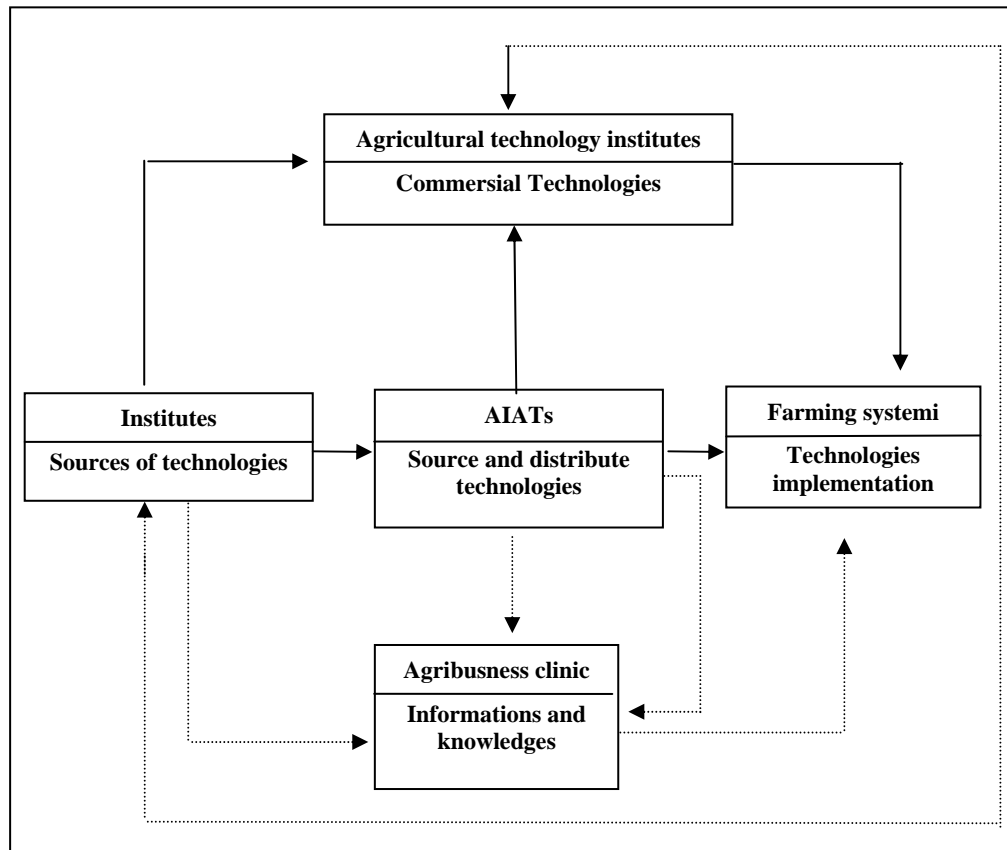 Agricultural technology institutes
Commersial Technologies
Institutes
Sources of technologies
AIATs
Source and distribute
technologies
Farming systemi
Technologies
implementation
Agribusness clinic
Informations and
knowledges